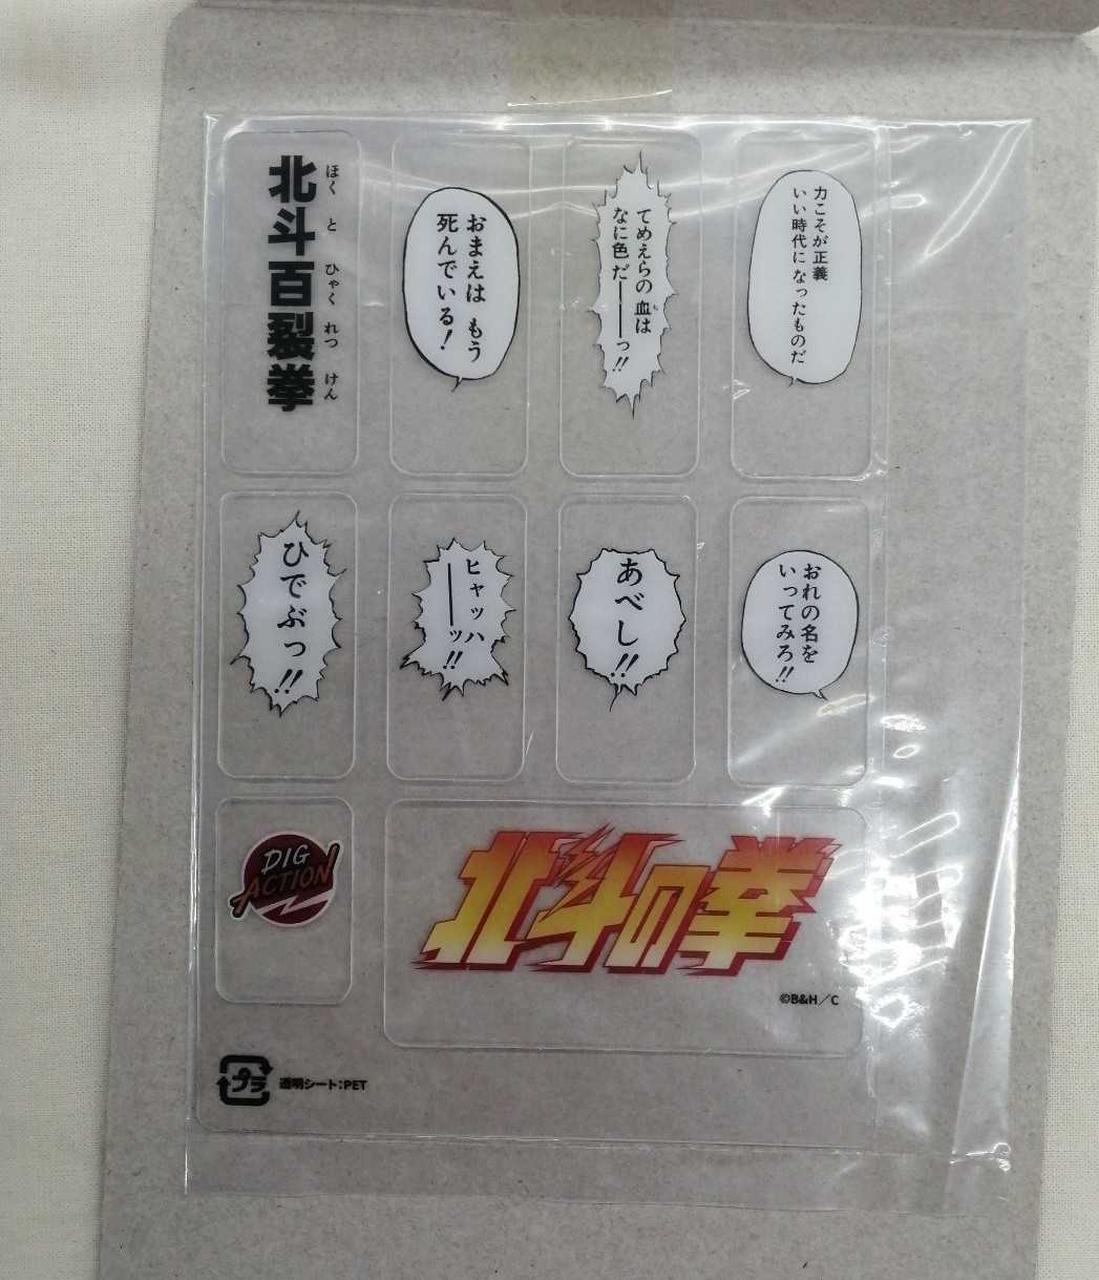 北斗百裂拳
ほくと ひゃくれつけん
おまえは もう
死んでいる!
てめえらの血は
ち
なに色だ――っ!!
力こそが正義
いい時代になったものだ
ひでぶっ!!
ヒャッハ
――ッ!!
あべし!!
おれの名を
いってみろ!!
DIG
ACTION
北斗の拳
©B&H/C
プラ
透明シート:PET